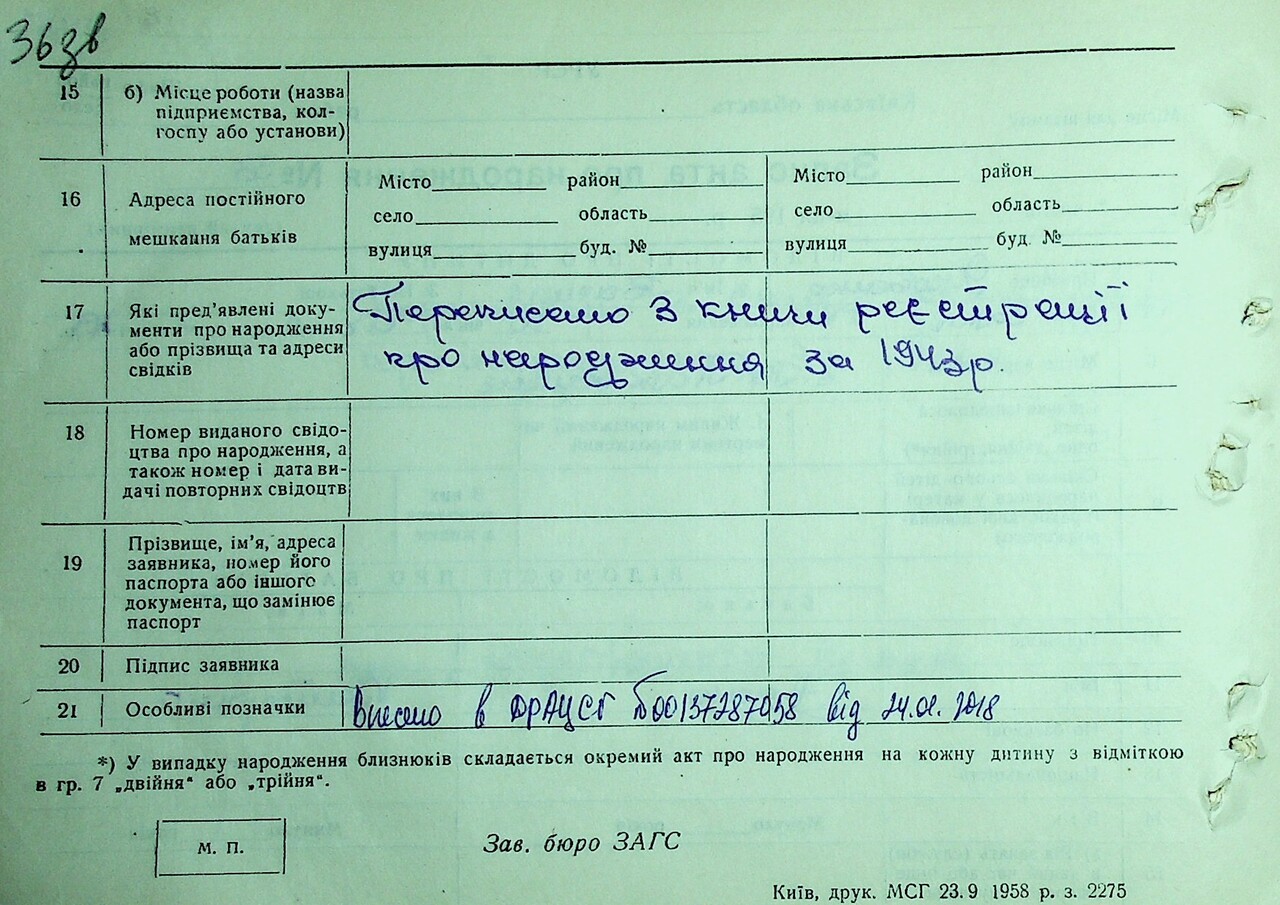 36зв
15 б) Місце роботи (назва
підприємства, кол-
госпу або установи)
16 Адреса постійного
мешкання батьків
Місто район Місто район
село область село область
вулиця буд. № вулиця буд. №
17 Які пред’явлені доку-
менти про народження
або прізвища та адреси
свідків
Переписано з книги реєстрації
про народження за 1943р.
18 Номер виданого свідо-
цтва про народження, а
також номер і дата ви-
дачі повторних свідоцтв
19 Прізвище, ім’я, адреса
заявника, номер його
паспорта або іншого
документа, що замінює
паспорт
20 Підпис заявника
21 Особливі позначки Внесено в ДРАЦСГ від 2018
*) У випадку народження близнюків складається окремий акт про народження на кожну дитину з відміткою
в гр. 7 „двійня“ або „трійня“.
м. п. Зав. бюро ЗАГС
Київ, друк. МСГ 23.9 1958 р. з. 2275